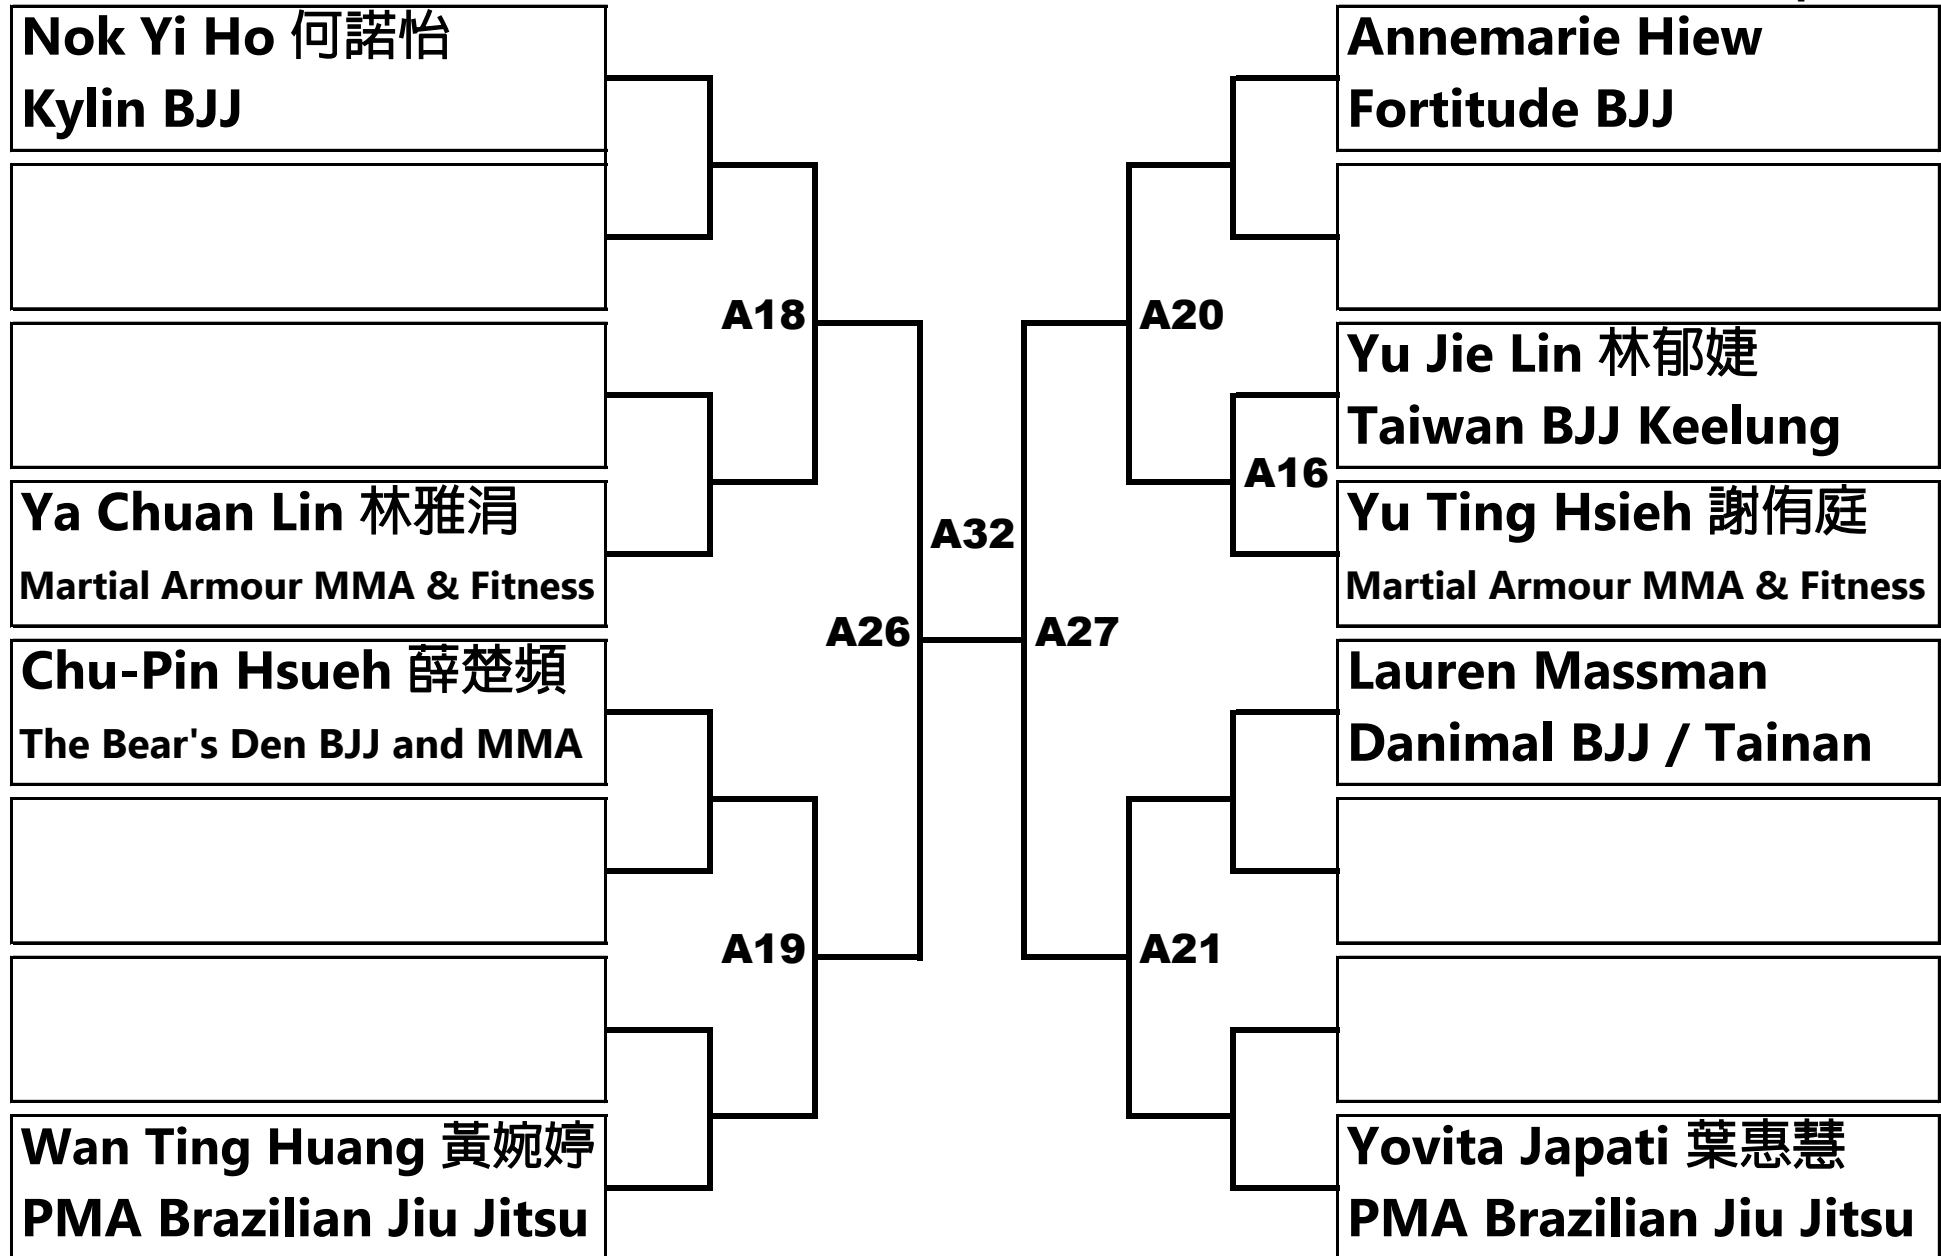 Nok Yi Ho 何諾怡
Kylin BJJ
Ya Chuan Lin 林雅涓
Martial Armour MMA & Fitness
Chu-Pin Hsueh 薛楚頻
The Bear's Den BJJ and MMA
Wan Ting Huang 黃婉婷
PMA Brazilian Jiu Jitsu
A18
A19
A26
A32
A27
A20
A16
A21
Annemarie Hiew
Fortitude BJJ
Yu Jie Lin 林郁婕
Taiwan BJJ Keelung
Yu Ting Hsieh 謝侑庭
Martial Armour MMA & Fitness
Lauren Massman
Danimal BJJ / Tainan
Yovita Japati 葉惠慧
PMA Brazilian Jiu Jitsu